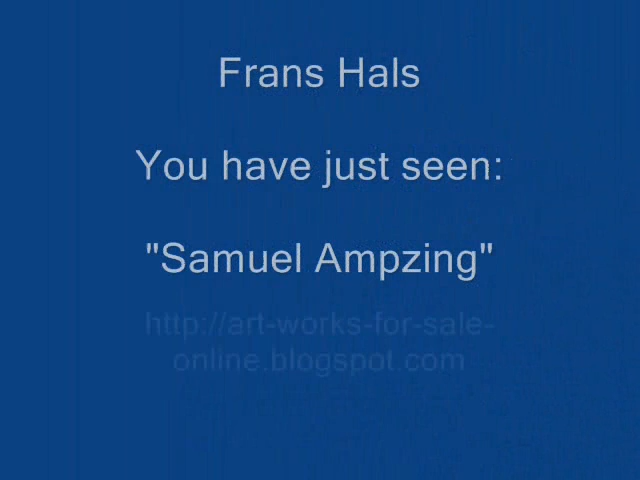 Frans Hals
You have just seen:
"Samuel Ampzing"
http://art-works-for-sale-
online.blogspot.com